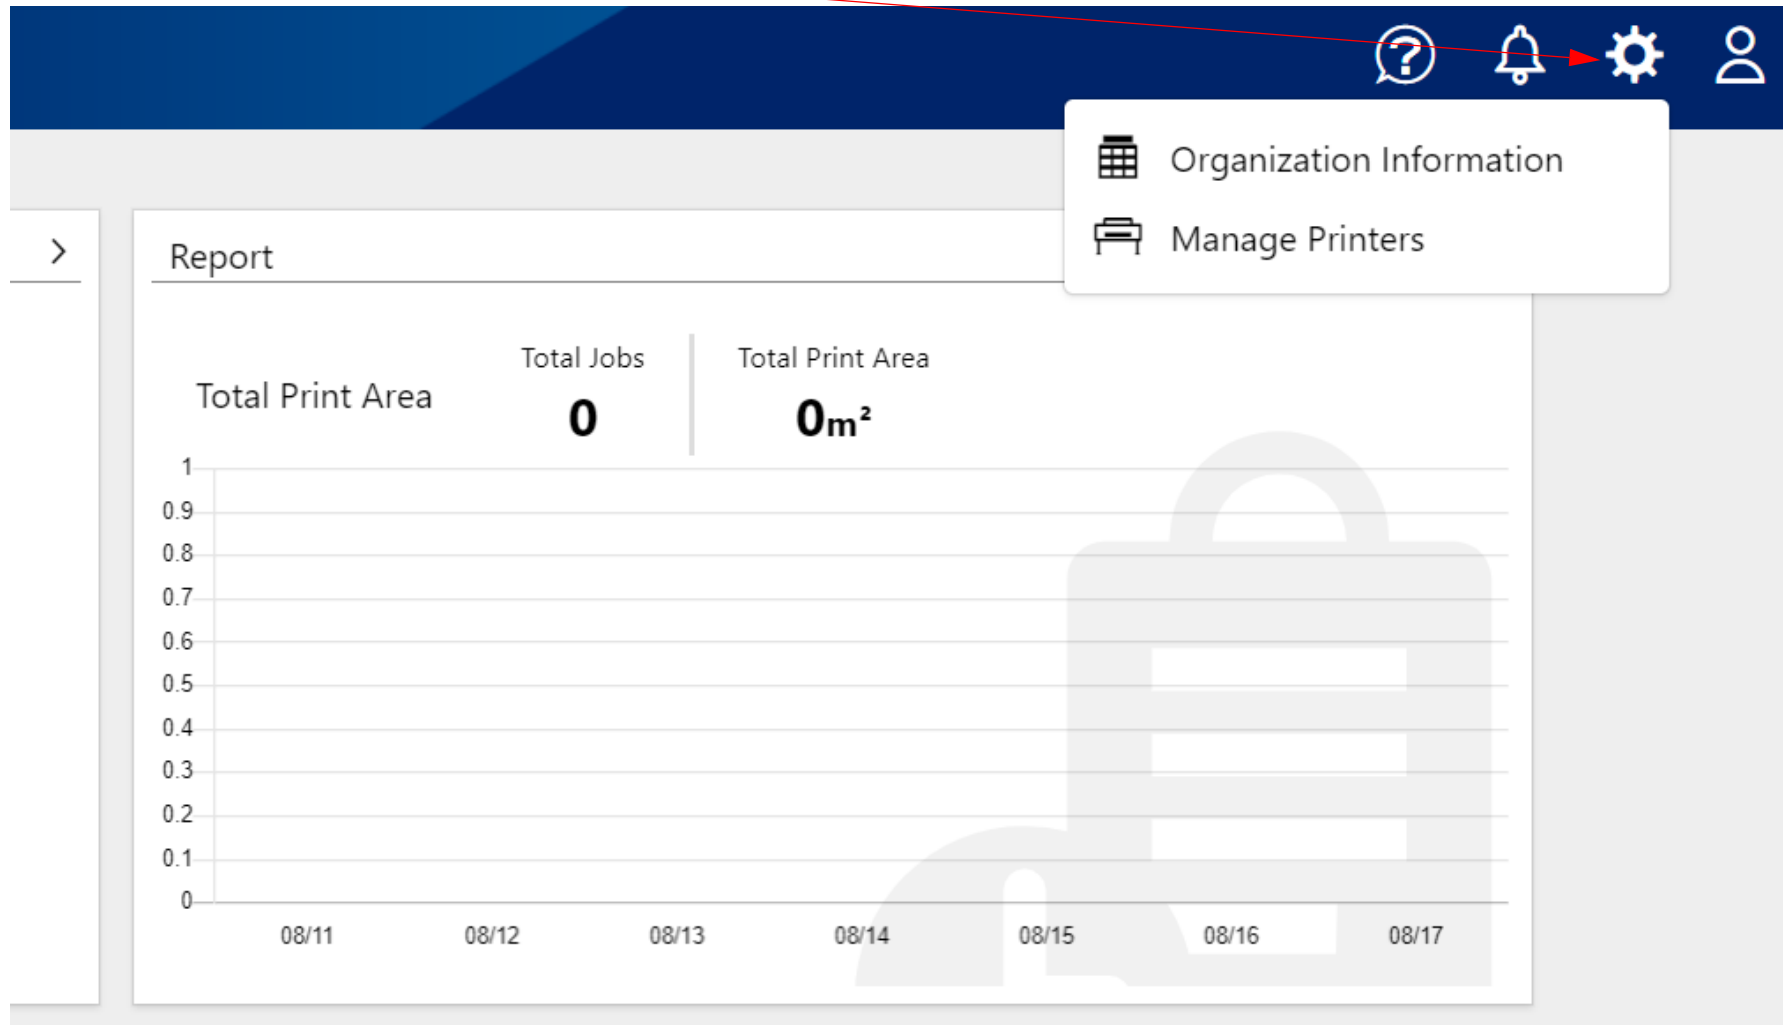 Organization Information
Manage Printers
Report
Total Print Area
Total Jobs
0
Total Print Area
0m²
1
0.9
0.8
0.7
0.6
0.5
0.4
0.3
0.2
0.1
0
08/11 08/12 08/13 08/14 08/15 08/16 08/17